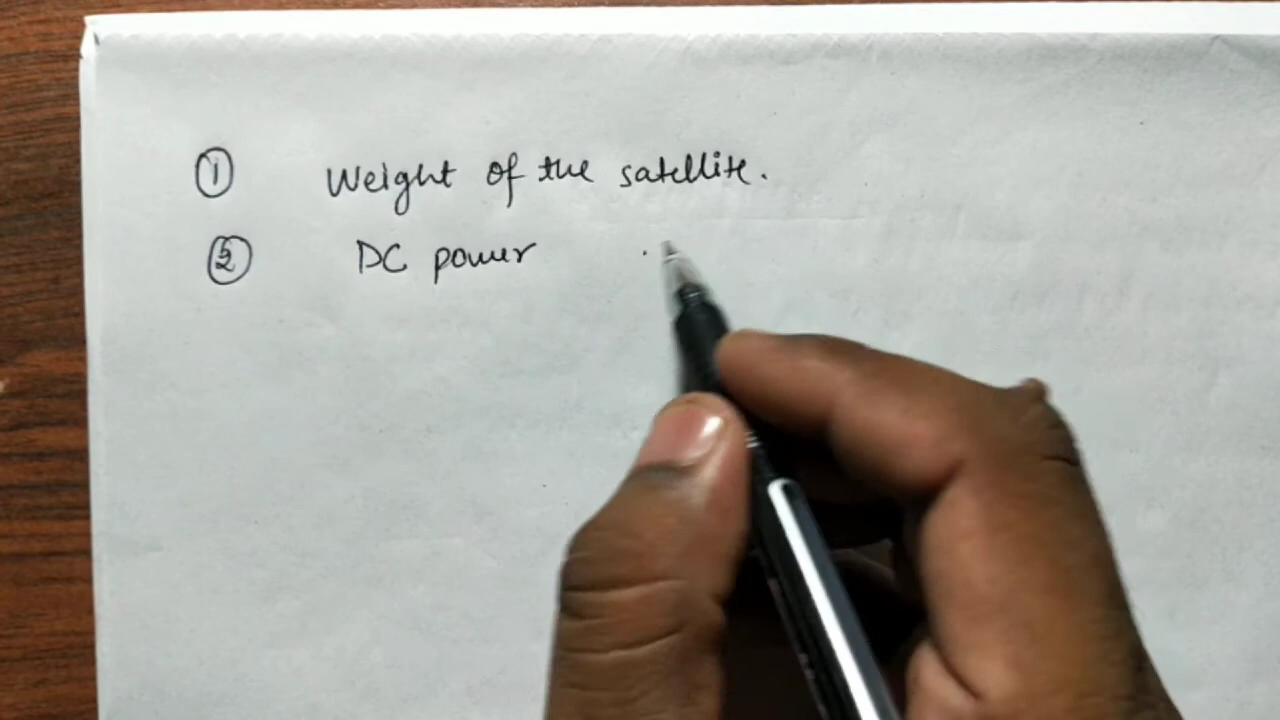 ① Weight of the satellite.
② DC power